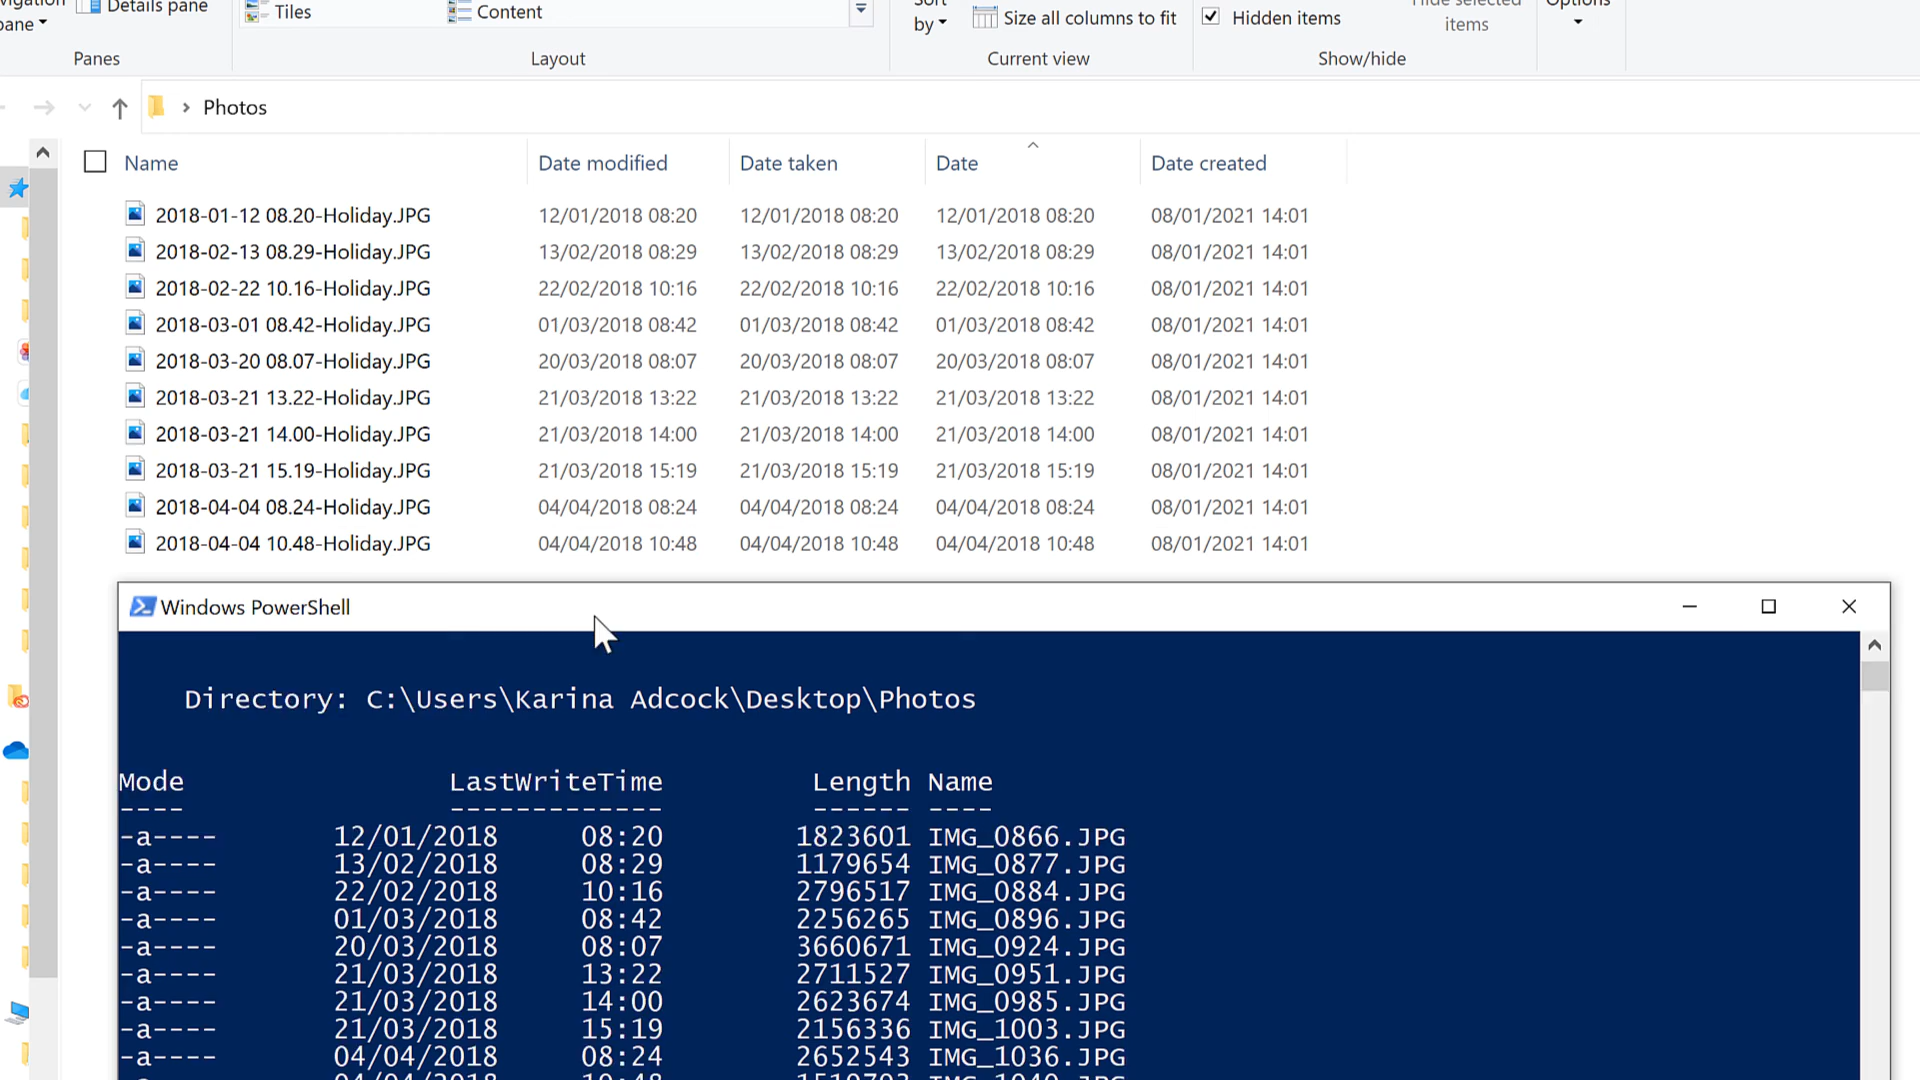 Details pane
pane
Tiles
Content
by
Size all columns to fit
Hidden items
items
Panes
Layout
Current view
Show/hide
Photos
Name Date modified Date taken Date Date created
2018-01-12 08.20-Holiday.JPG 12/01/2018 08:20 12/01/2018 08:20 12/01/2018 08:20 08/01/2021 14:01
2018-02-13 08.29-Holiday.JPG 13/02/2018 08:29 13/02/2018 08:29 13/02/2018 08:29 08/01/2021 14:01
2018-02-22 10.16-Holiday.JPG 22/02/2018 10:16 22/02/2018 10:16 22/02/2018 10:16 08/01/2021 14:01
2018-03-01 08.42-Holiday.JPG 01/03/2018 08:42 01/03/2018 08:42 01/03/2018 08:42 08/01/2021 14:01
2018-03-20 08.07-Holiday.JPG 20/03/2018 08:07 20/03/2018 08:07 20/03/2018 08:07 08/01/2021 14:01
2018-03-21 13.22-Holiday.JPG 21/03/2018 13:22 21/03/2018 13:22 21/03/2018 13:22 08/01/2021 14:01
2018-03-21 14.00-Holiday.JPG 21/03/2018 14:00 21/03/2018 14:00 21/03/2018 14:00 08/01/2021 14:01
2018-03-21 15.19-Holiday.JPG 21/03/2018 15:19 21/03/2018 15:19 21/03/2018 15:19 08/01/2021 14:01
2018-04-04 08.24-Holiday.JPG 04/04/2018 08:24 04/04/2018 08:24 04/04/2018 08:24 08/01/2021 14:01
2018-04-04 10.48-Holiday.JPG 04/04/2018 10:48 04/04/2018 10:48 04/04/2018 10:48 08/01/2021 14:01
Windows PowerShell
Directory: C:\Users\Karina Adcock\Desktop\Photos
Mode LastWriteTime Length Name
---- ------------- ------ ----
-a---- 12/01/2018 08:20 1823601 IMG_0866.JPG
-a---- 13/02/2018 08:29 1179654 IMG_0877.JPG
-a---- 22/02/2018 10:16 2796517 IMG_0884.JPG
-a---- 01/03/2018 08:42 2256265 IMG_0896.JPG
-a---- 20/03/2018 08:07 3660671 IMG_0924.JPG
-a---- 21/03/2018 13:22 2711527 IMG_0951.JPG
-a---- 21/03/2018 14:00 2623674 IMG_0985.JPG
-a---- 21/03/2018 15:19 2156336 IMG_1003.JPG
-a---- 04/04/2018 08:24 2652543 IMG_1036.JPG